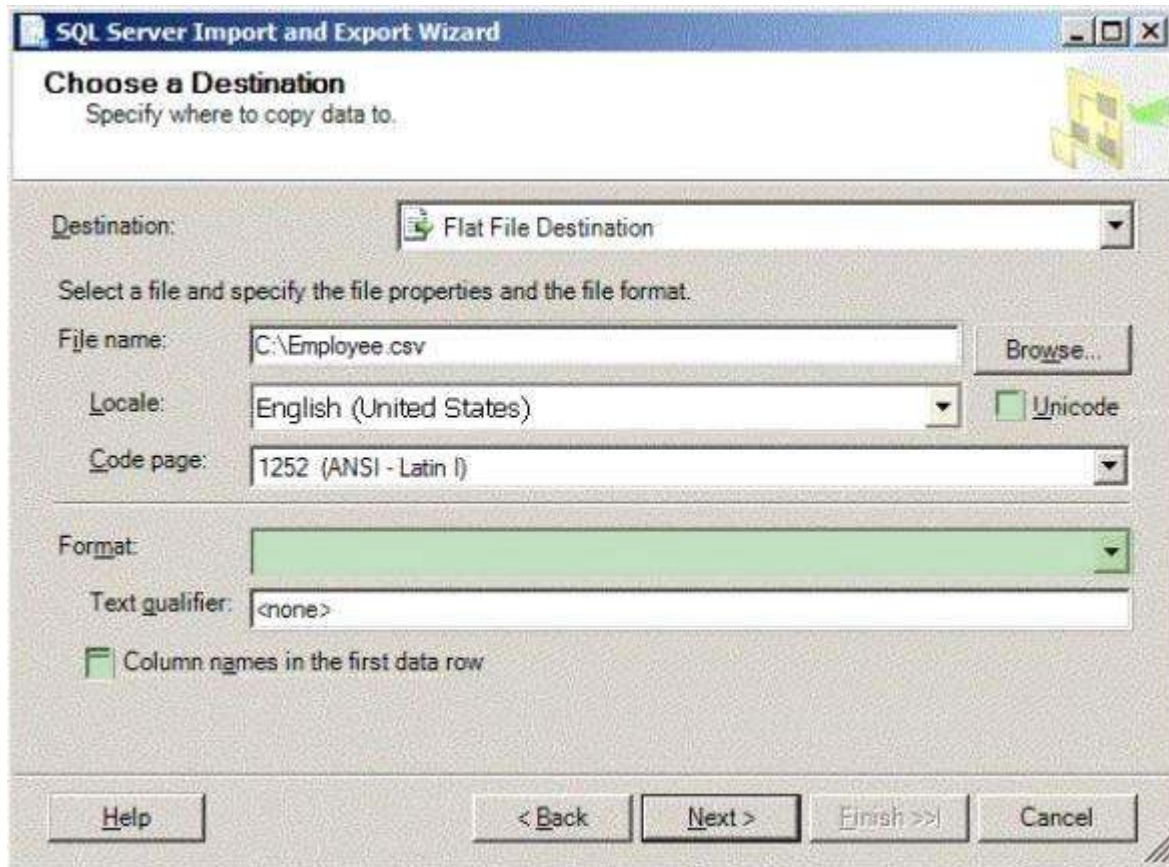 SQL Server Import and Export Wizard
Choose a Destination
Specify where to copy data to.
Destination: Flat File Destination
Select a file and specify the file properties and the file format.
File name: C:\Employee.csv Browse...
Locale: English (United States) Unicode
Code page: 1252 (ANSI - Latin I)
Format:
Text qualifier: <none>
Column names in the first data row
Help < Back Next > Finish >>| Cancel